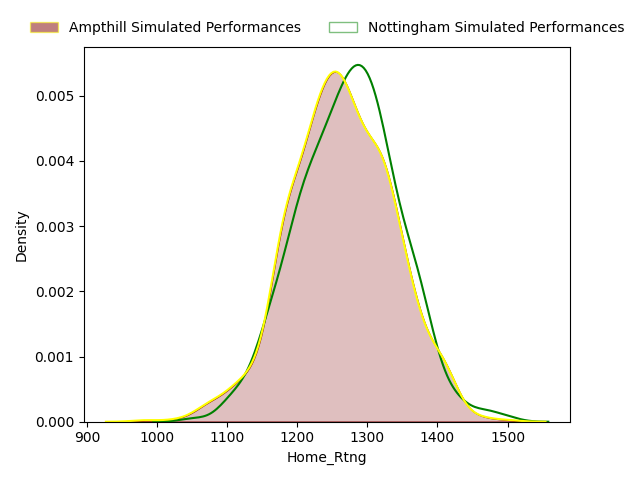 Ampthill Simulated Performances
Nottingham Simulated Performances
Density
0.005
0.004
0.003
0.002
0.001
0.000
900 1000 1100 1200 1300 1400 1500
Home_Rtng